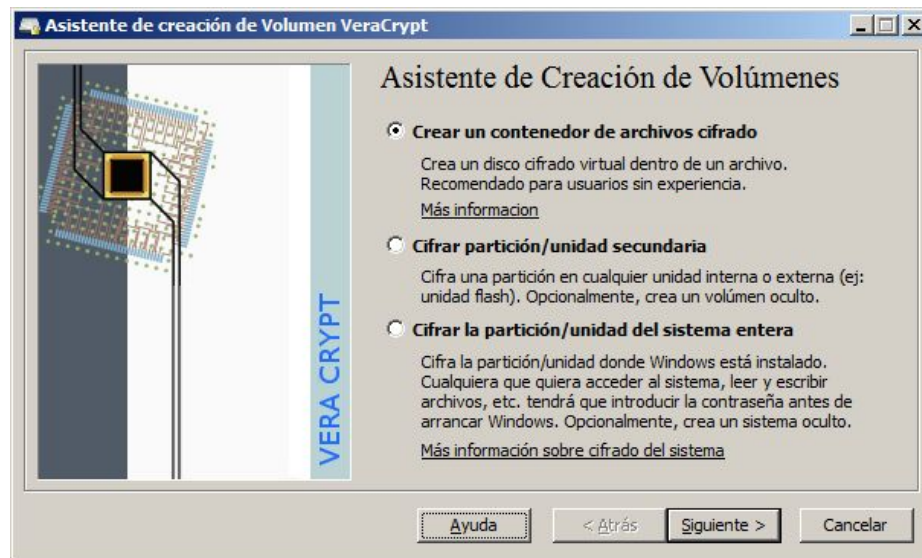 Asistente de creación de Volumen VeraCrypt
Asistente de Creación de Volúmenes
Crear un contenedor de archivos cifrado
Crea un disco cifrado virtual dentro de un archivo.
Recomendado para usuarios sin experiencia.
Más informacion
Cifrar partición/unidad secundaria
Cifra una partición en cualquier unidad interna o externa (ej:
unidad flash). Opcionalmente, crea un volúmen oculto.
Cifrar la partición/unidad del sistema entera
Cifra la partición/unidad donde Windows está instalado.
Cualquiera que quiera acceder al sistema, leer y escribir
archivos, etc. tendrá que introducir la contraseña antes de
arrancar Windows. Opcionalmente, crea un sistema oculto.
Más información sobre cifrado del sistema
VERA CRYPT
Ayuda
< Atrás
Siguiente >
Cancelar